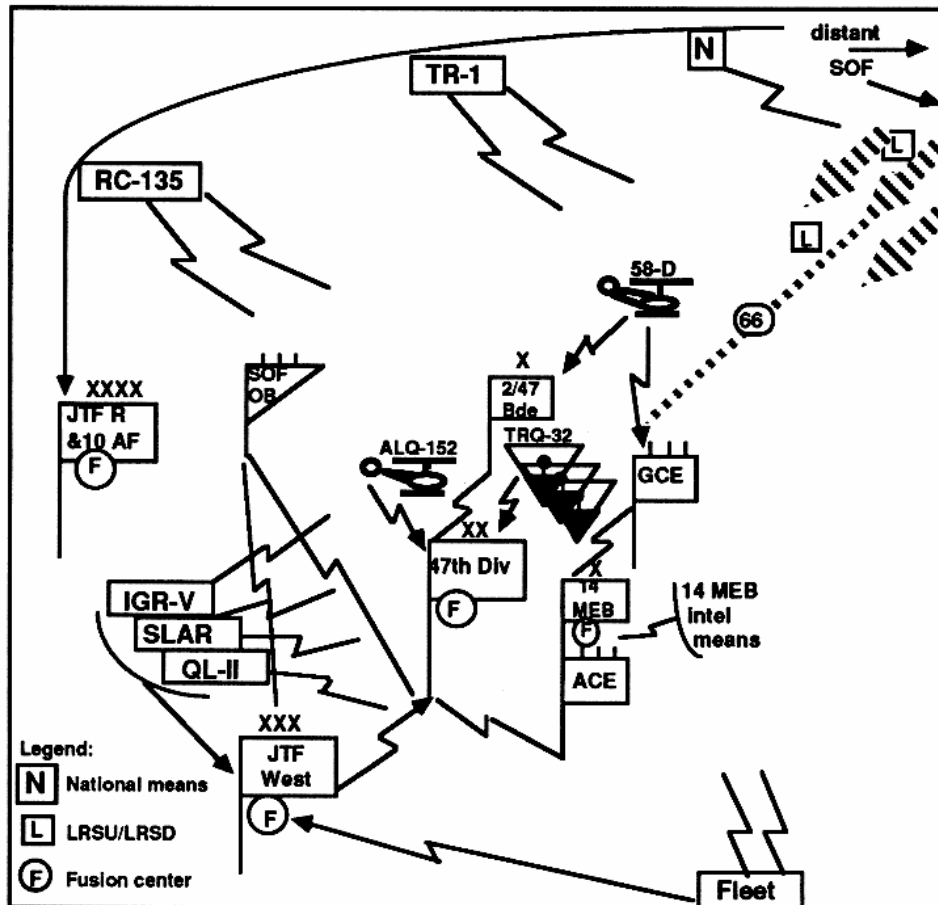 distant
SOF
N
TR-1
L
RC-135
L
58-D
66
X
2/47
Bde
XXXX
JTF R
&10 AF
F
SOF
OB
ALQ-152
TRQ-32
GCE
XX
47th Div
F
X
14
MEB
F
ACE
14 MEB
intel
means
IGR-V
SLAR
QL-II
XXX
JTF
West
F
Legend:
N National means
L LRSU/LRSD
F Fusion center
Fleet